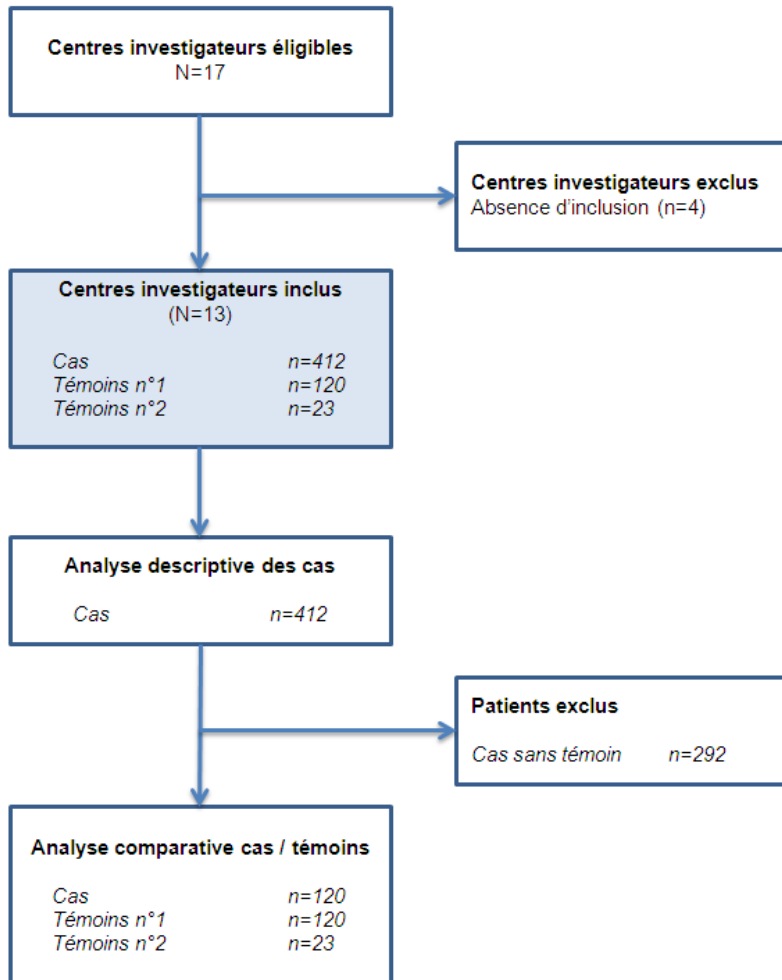 Centres investigateurs éligibles
N=17
Centres investigateurs exclus
Absence d’inclusion (n=4)
Centres investigateurs inclus
(N=13)
Cas n=412
Témoins n°1 n=120
Témoins n°2 n=23
Analyse descriptive des cas
Cas n=412
Patients exclus
Cas sans témoin n=292
Analyse comparative cas / témoins
Cas n=120
Témoins n°1 n=120
Témoins n°2 n=23